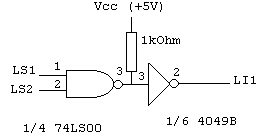 Vcc (+5V)
1kOhm
LS1 1 3 3 2 LI1
LS2 2
1/4 74LS00 1/6 4049B